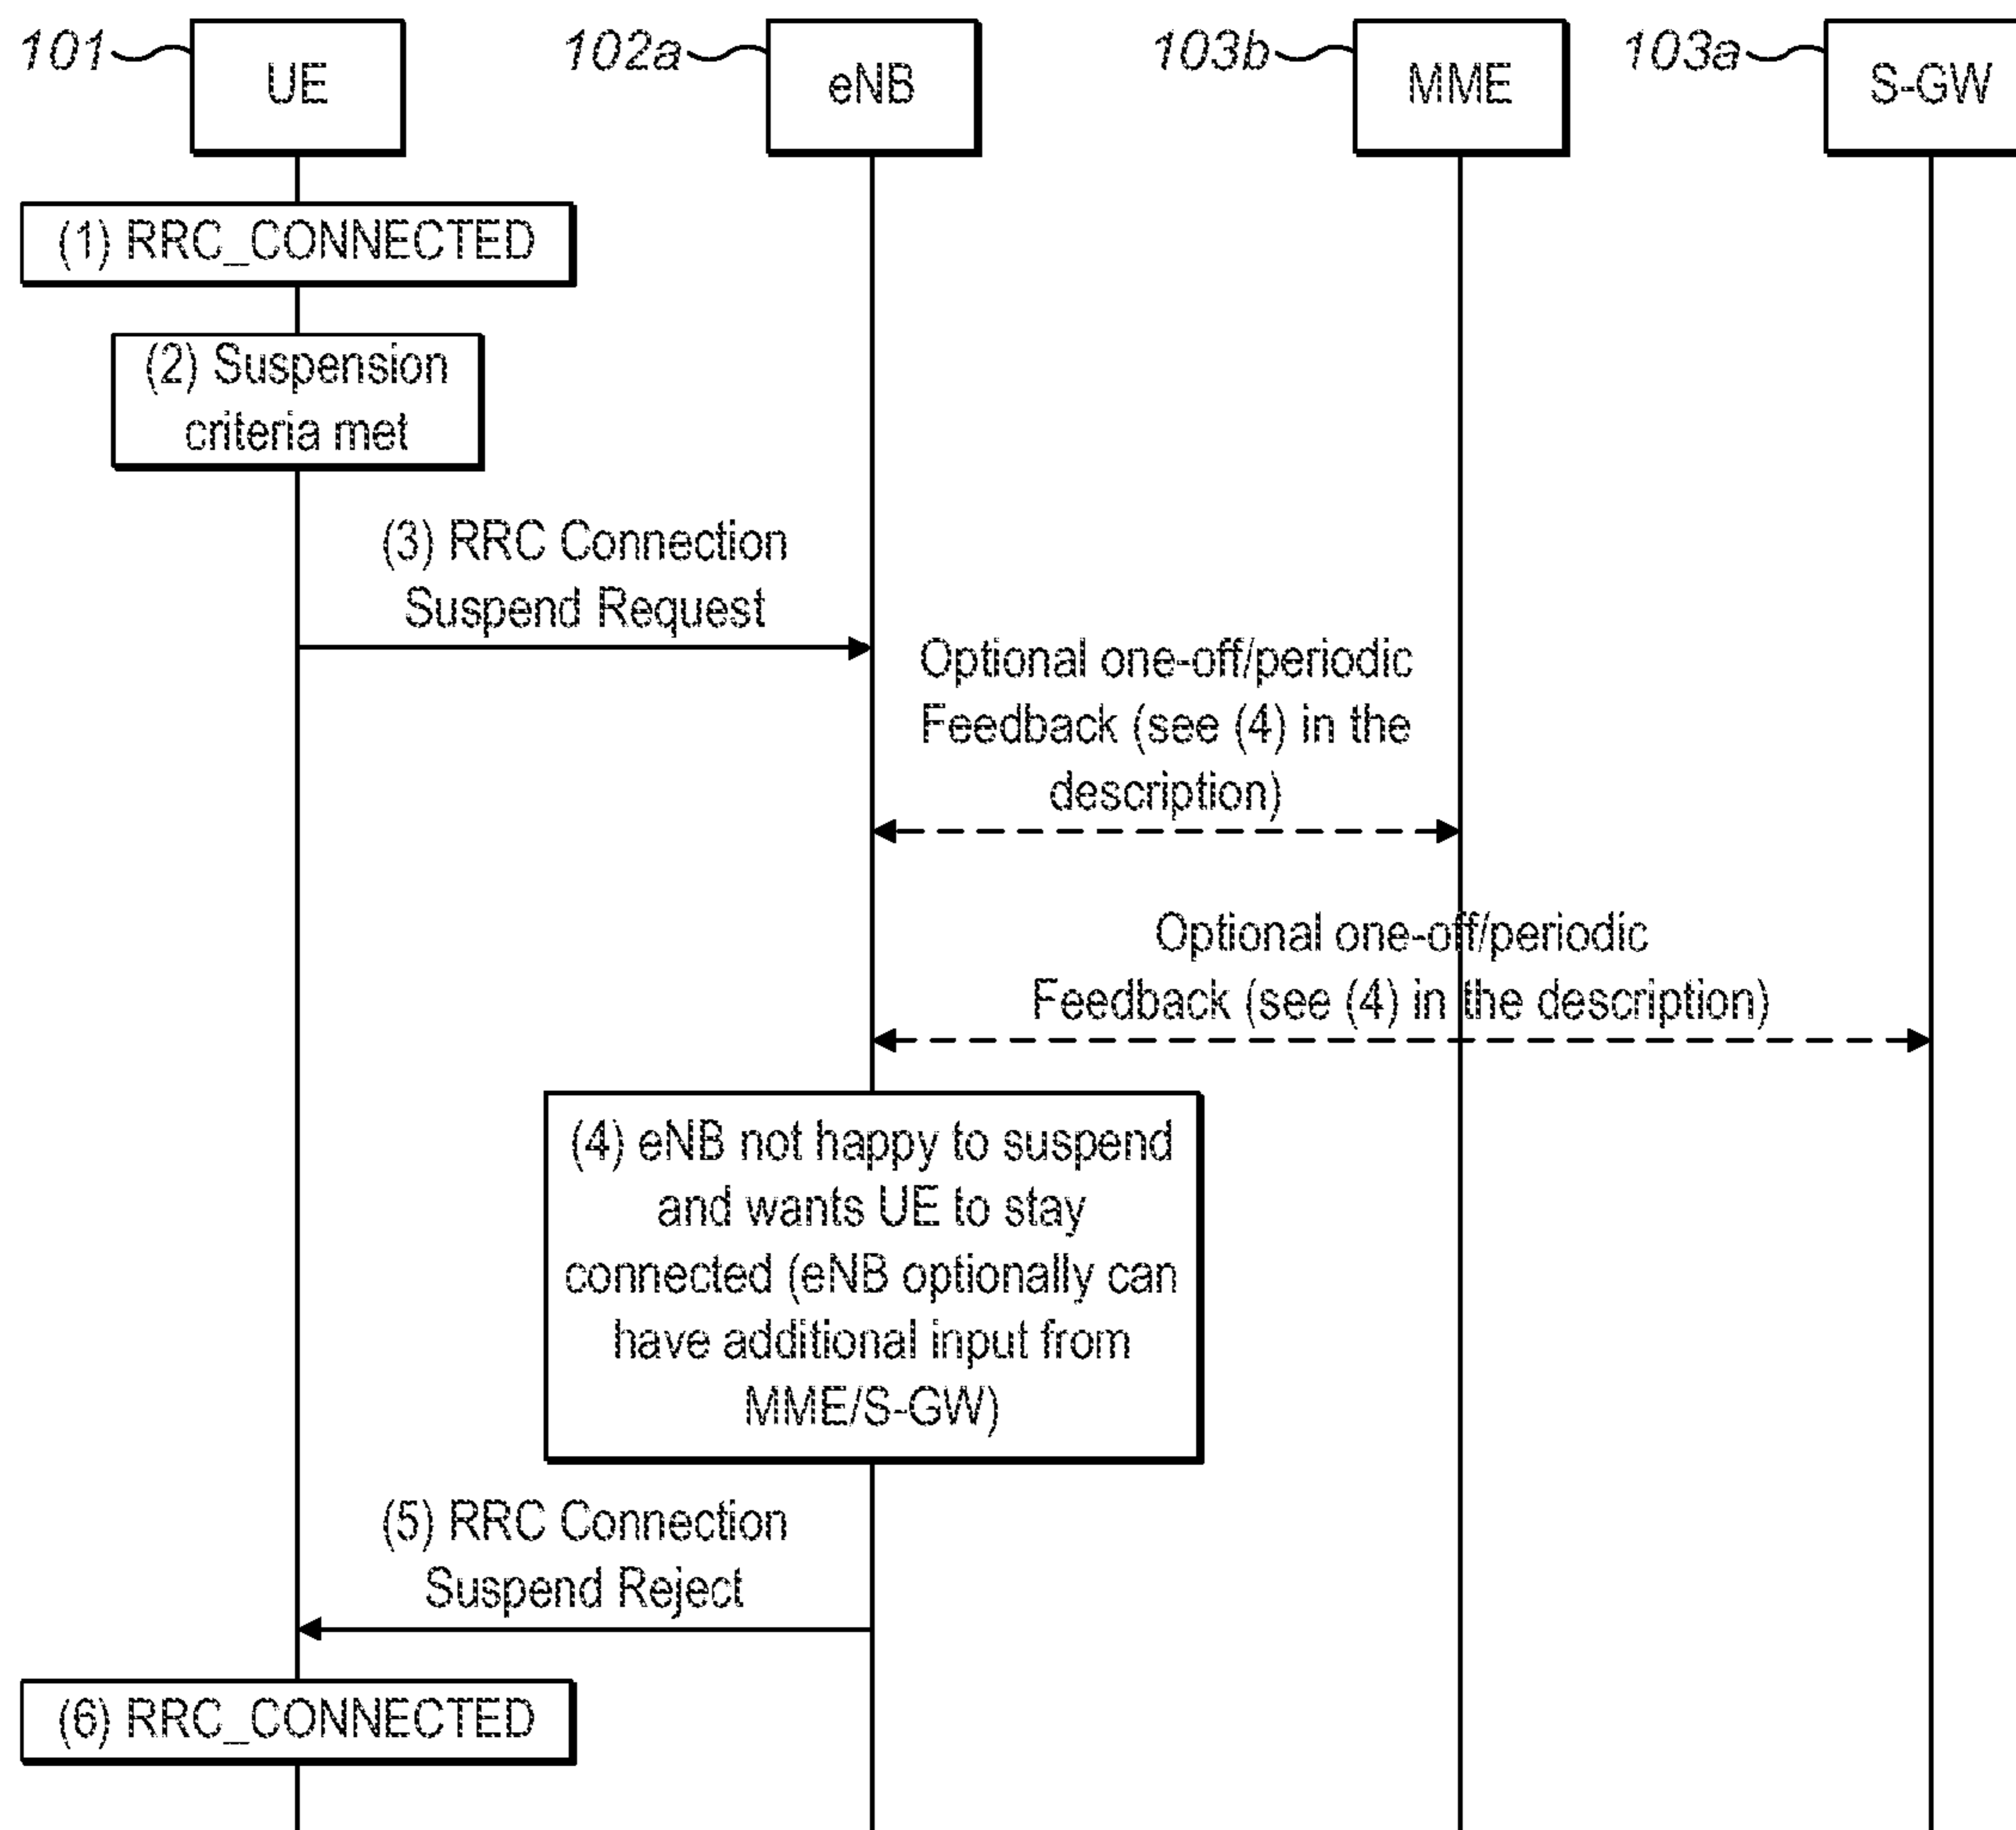 101
UE
102a
eNB
103b
MME
103a
S-GW
(1) RRC_CONNECTED
(2) Suspension
criteria met
(3) RRC Connection
Suspend Request
Optional one-off/periodic
Feedback (see (4) in the
description)
Optional one-off/periodic
Feedback (see (4) in the description)
(4) eNB not happy to suspend
and wants UE to stay
connected (eNB optionally can
have additional input from
MME/S-GW)
(5) RRC Connection
Suspend Reject
(6) RRC_CONNECTED